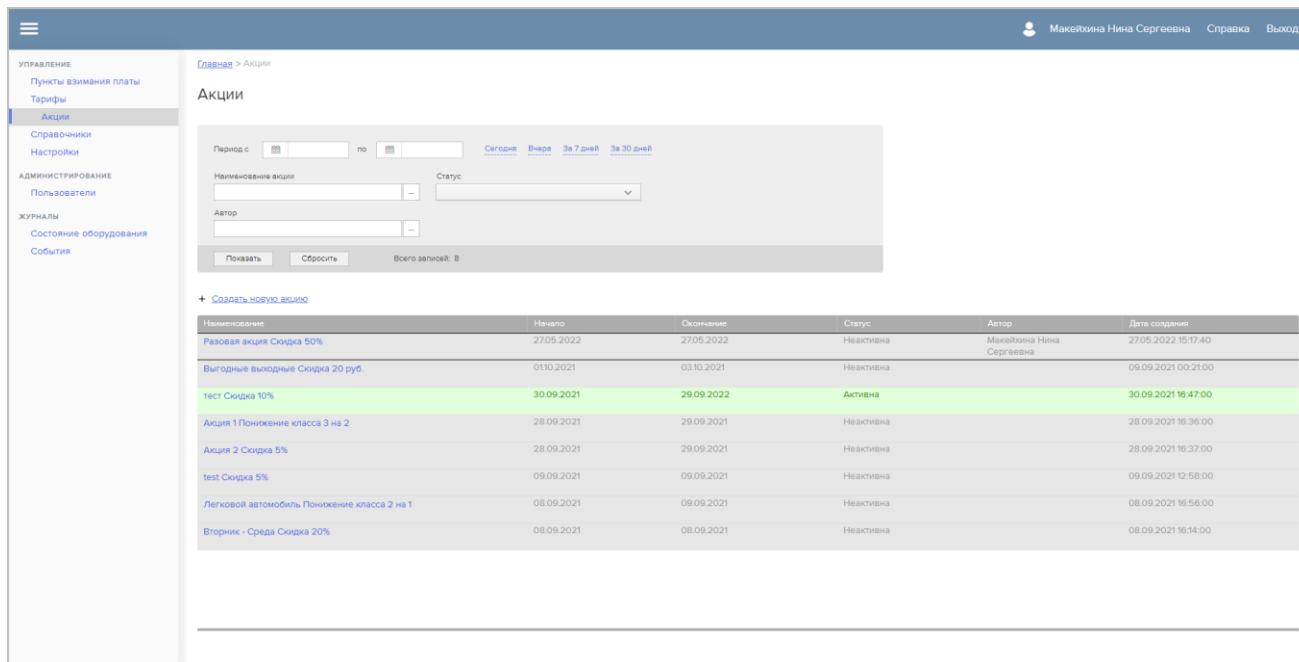 Макейкина Нина Сергеевна Справка Выход
УПРАВЛЕНИЕ
Пункты взимания платы
Тарифы
Акции
Справочники
Настройки
АДМИНИСТРИРОВАНИЕ
Пользователи
ЖУРНАЛЫ
Состояние оборудования
События
Главная > Акции
Акции
Период с по Сегодня Вчера За 7 дней За 30 дней
Наименование акции Статус
...
Автор
...
Показать Сбросить Всего записей: 8
+ Создать новую акцию
Наименование Начало Окончание Статус Автор Дата создания
Разовая акция Скидка 50% 27.05.2022 27.05.2022 Неактивна Макейкина Нина Сергеевна 27.05.2022 15:17:40
Выгодные выходные Скидка 20 руб. 01.10.2021 03.10.2021 Неактивна 09.09.2021 00:21:00
тест Скидка 10% 30.09.2021 29.09.2022 Активна 30.09.2021 16:47:00
Акция 1 Понижение класса 3 на 2 28.09.2021 29.09.2021 Неактивна 28.09.2021 16:36:00
Акция 2 Скидка 5% 28.09.2021 29.09.2021 Неактивна 28.09.2021 16:37:00
test Скидка 5% 09.09.2021 09.09.2021 Неактивна 09.09.2021 12:58:00
Легковой автомобиль Понижение класса 2 на 1 08.09.2021 09.09.2021 Неактивна 08.09.2021 16:56:00
Вторник - Среда Скидка 20% 08.09.2021 08.09.2021 Неактивна 08.09.2021 16:14:00